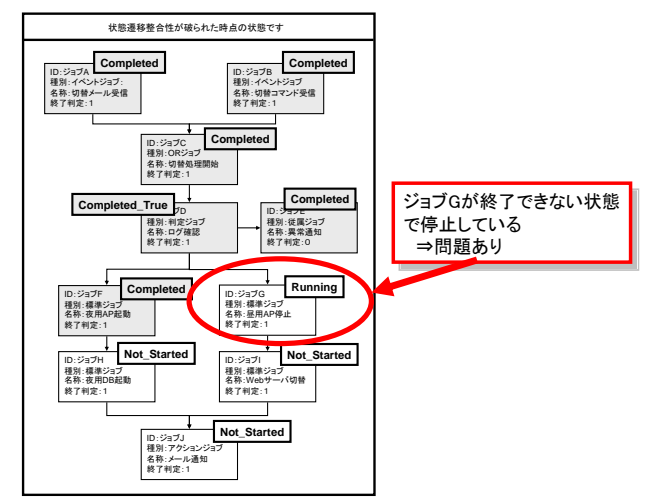 状態遷移整合性が破られた時点の状態です
Completed
ID:ジョブA
種別:イベントジョブ:
名称:切替メール受信
終了判定:1
Completed
ID:ジョブB
種別:イベントジョブ
名称:切替コマンド受信
終了判定:1
Completed
ID:ジョブC
種別:ORジョブ
名称:切替処理開始
終了判定:1
Completed_True
ID:ジョブD
種別:判定ジョブ
名称:ログ確認
終了判定:1
Completed
ID:ジョブE
種別:従属ジョブ
名称:異常通知
終了判定:0
Completed
ID:ジョブF
種別:標準ジョブ
名称:夜用AP起動
終了判定:1
Running
ID:ジョブG
種別:標準ジョブ
名称:昼用AP停止
終了判定:1
ジョブGが終了できない状態
で停止している
⇒問題あり
Not_Started
ID:ジョブH
種別:標準ジョブ
名称:夜用DB起動
終了判定:1
Not_Started
ID:ジョブI
種別:標準ジョブ
名称:Webサーバ切替
終了判定:1
Not_Started
ID:ジョブJ
種別:アクションジョブ
名称:メール通知
終了判定:1